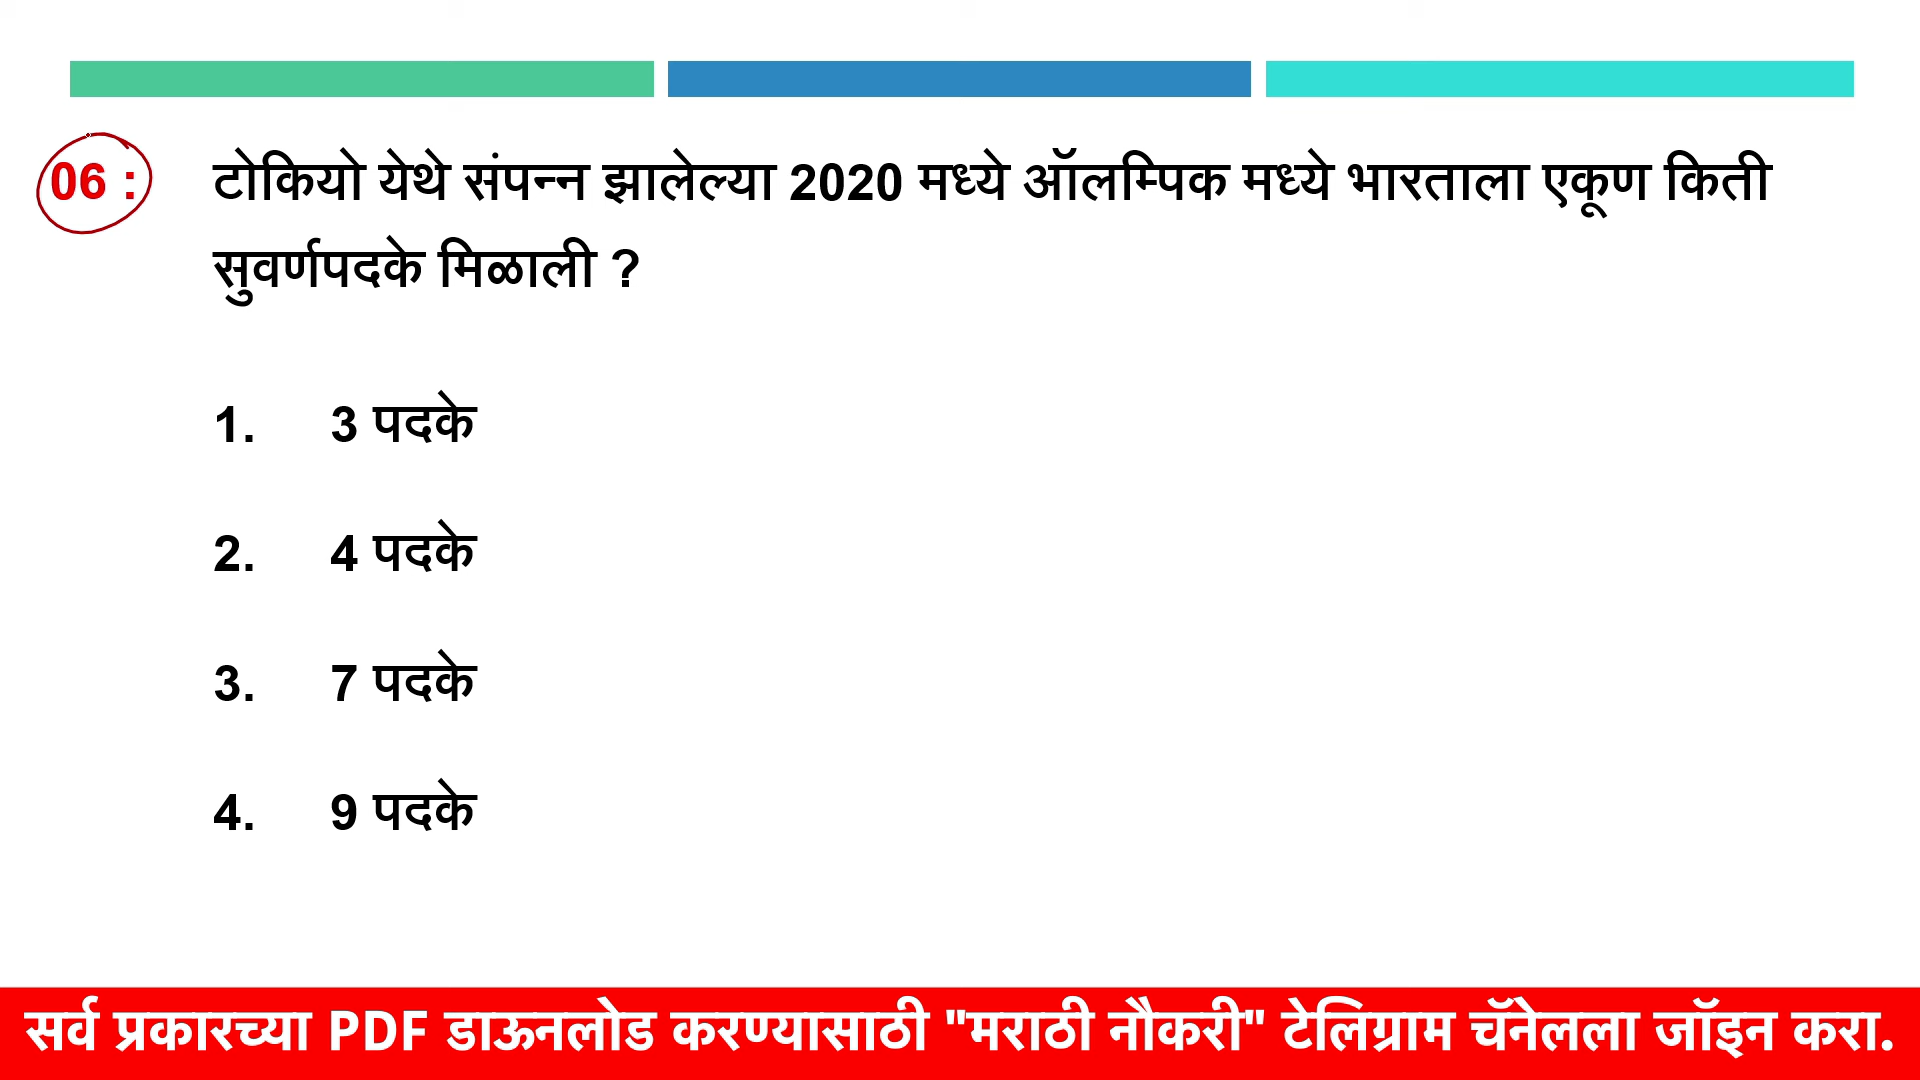 06 : टोकियो येथे संपन्न झालेल्या 2020 मध्ये ऑलम्पिक मध्ये भारताला एकूण किती
सुवर्णपदके मिळाली ?
1. 3 पदके
2. 4 पदके
3. 7 पदके
4. 9 पदके
सर्व प्रकारच्या PDF डाऊनलोड करण्यासाठी "मराठी नौकरी" टेलिग्राम चॅनेलला जॉइन करा.